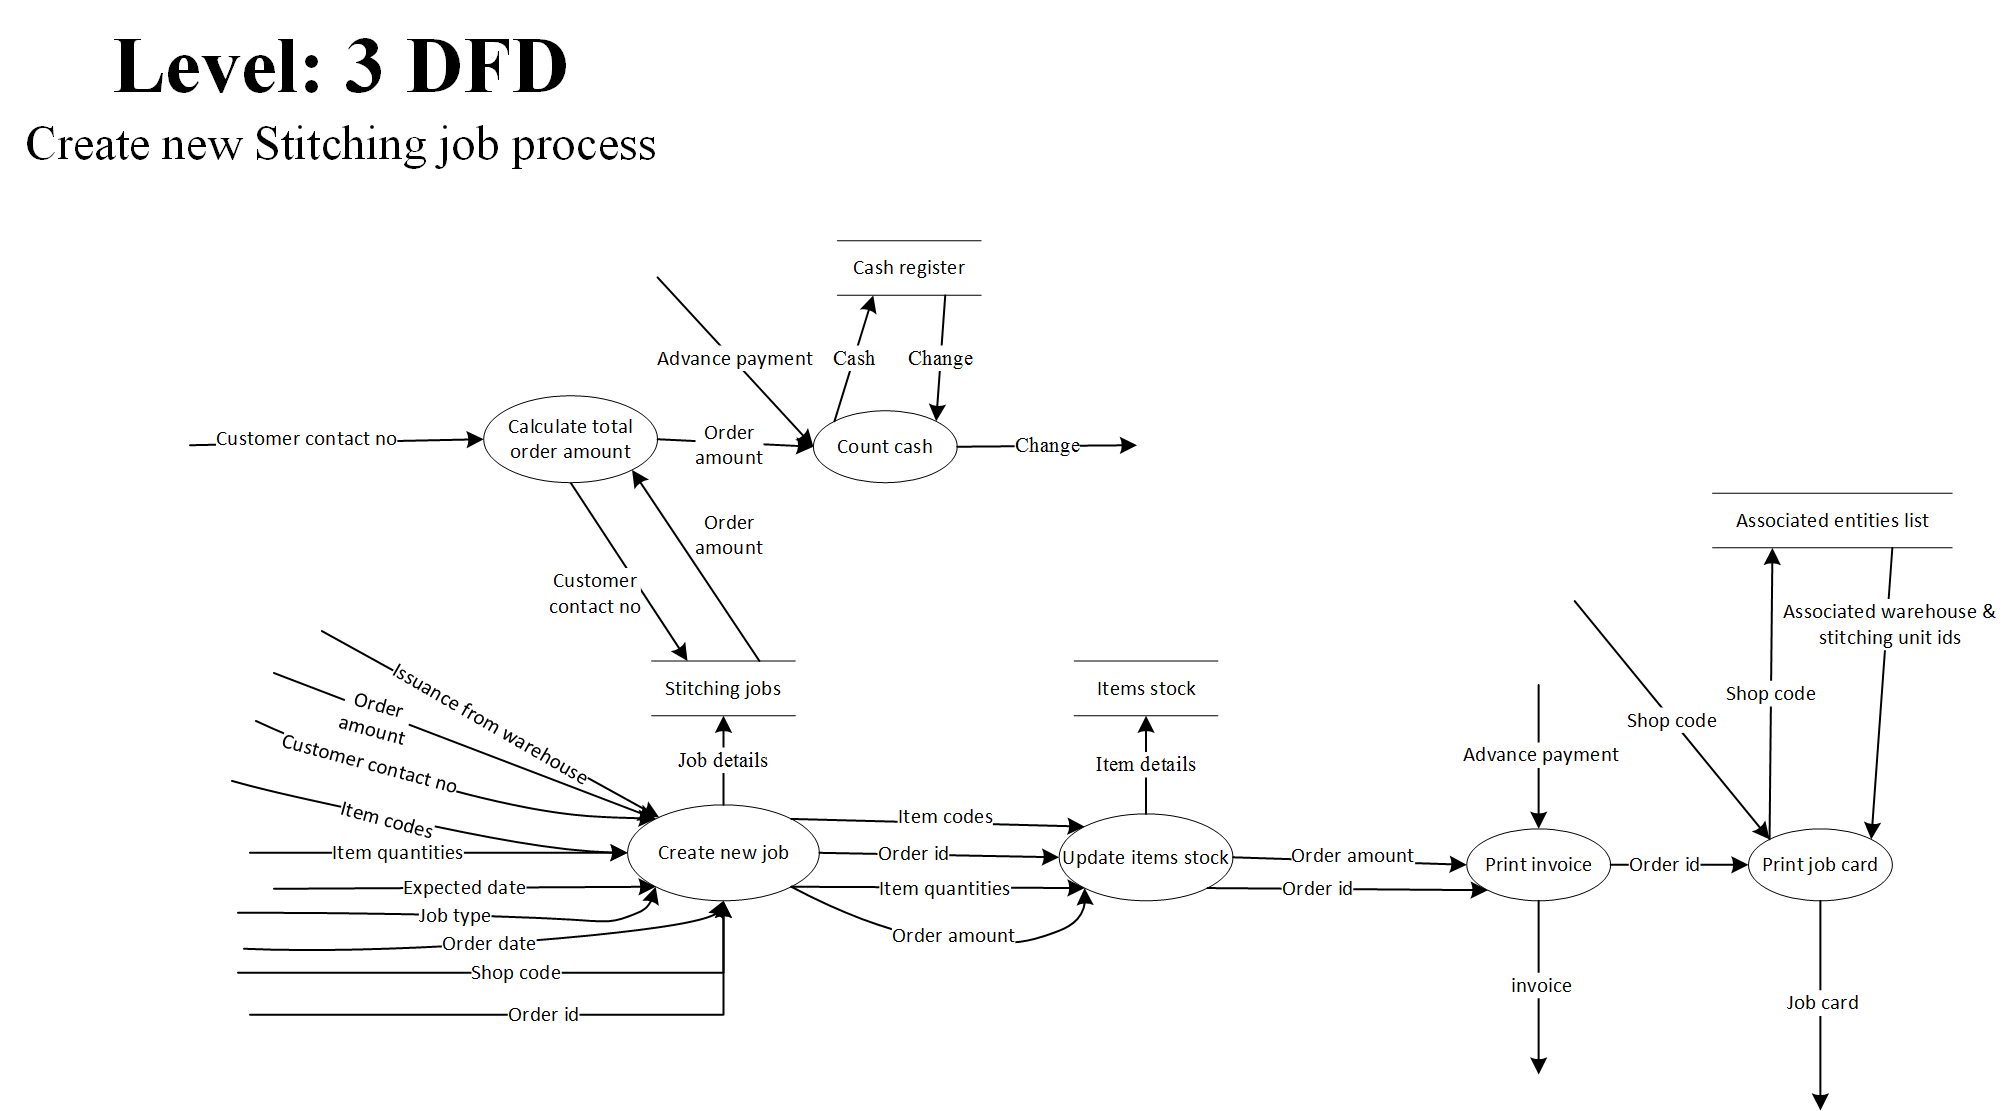 Level: 3 DFD
Create new Stitching job process
Cash register
Advance payment
Cash
Change
Customer contact no
Calculate total
order amount
Order
amount
Count cash
Change
Order
amount
Customer
contact no
Associated entities list
Associated warehouse &
stitching unit ids
Shop code
Shop code
Stitching jobs
Items stock
Issuance from warehouse
Order
amount
Customer contact no
Item codes
Item quantities
Expected date
Job type
Order date
Shop code
Order id
Job details
Create new job
Item codes
Order id
Item quantities
Order amount
Item details
Update items stock
Order amount
Order id
Advance payment
Print invoice
Order id
Print job card
invoice
Job card